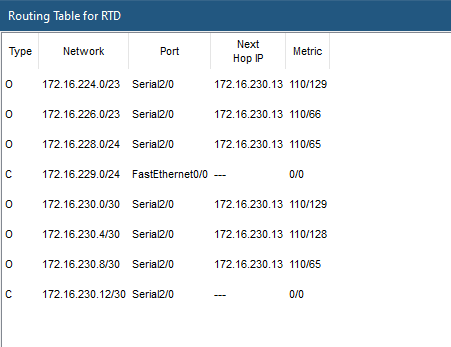 Routing Table for RTD
Type Network Port Next Hop IP Metric
O 172.16.224.0/23 Serial2/0 172.16.230.13 110/129
O 172.16.226.0/23 Serial2/0 172.16.230.13 110/66
O 172.16.228.0/24 Serial2/0 172.16.230.13 110/65
C 172.16.229.0/24 FastEthernet0/0 --- 0/0
O 172.16.230.0/30 Serial2/0 172.16.230.13 110/129
O 172.16.230.4/30 Serial2/0 172.16.230.13 110/128
O 172.16.230.8/30 Serial2/0 172.16.230.13 110/65
C 172.16.230.12/30 Serial2/0 --- 0/0